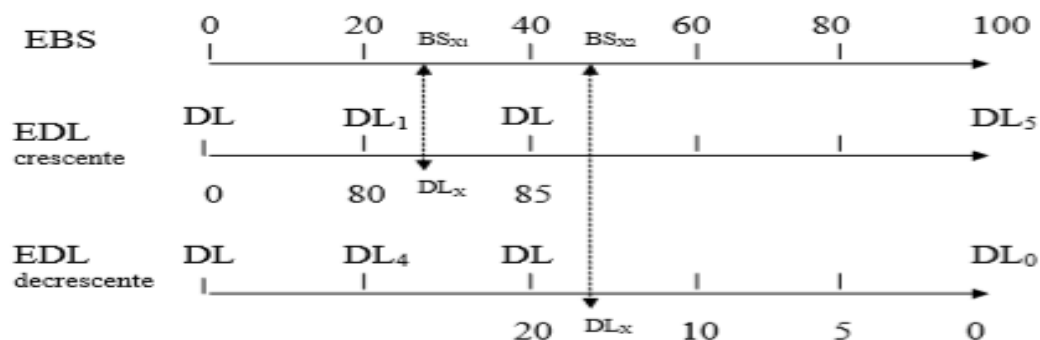 0 20 40 60 80 100
EBS BSX1 BSX2
DL DL1 DL DL5
EDL
crescente
0 80 DLX 85
EDL DL DL4 DL DL0
decrescente
20 DLX 10 5 0